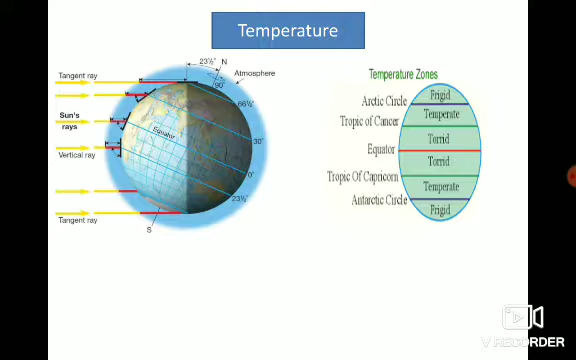 Temperature
23½° N
Tangent ray
90°
Atmosphere
66½°
Sun's
rays
Equator
30°
Vertical ray
0°
23½°
Tangent ray
S
Temperature Zones
Frigid
Arctic Circle
Temperate
Tropic of Cancer
Torrid
Equator
Torrid
Tropic Of Capricorn
Temperate
Antarctic Circle
Frigid
V RECORDER